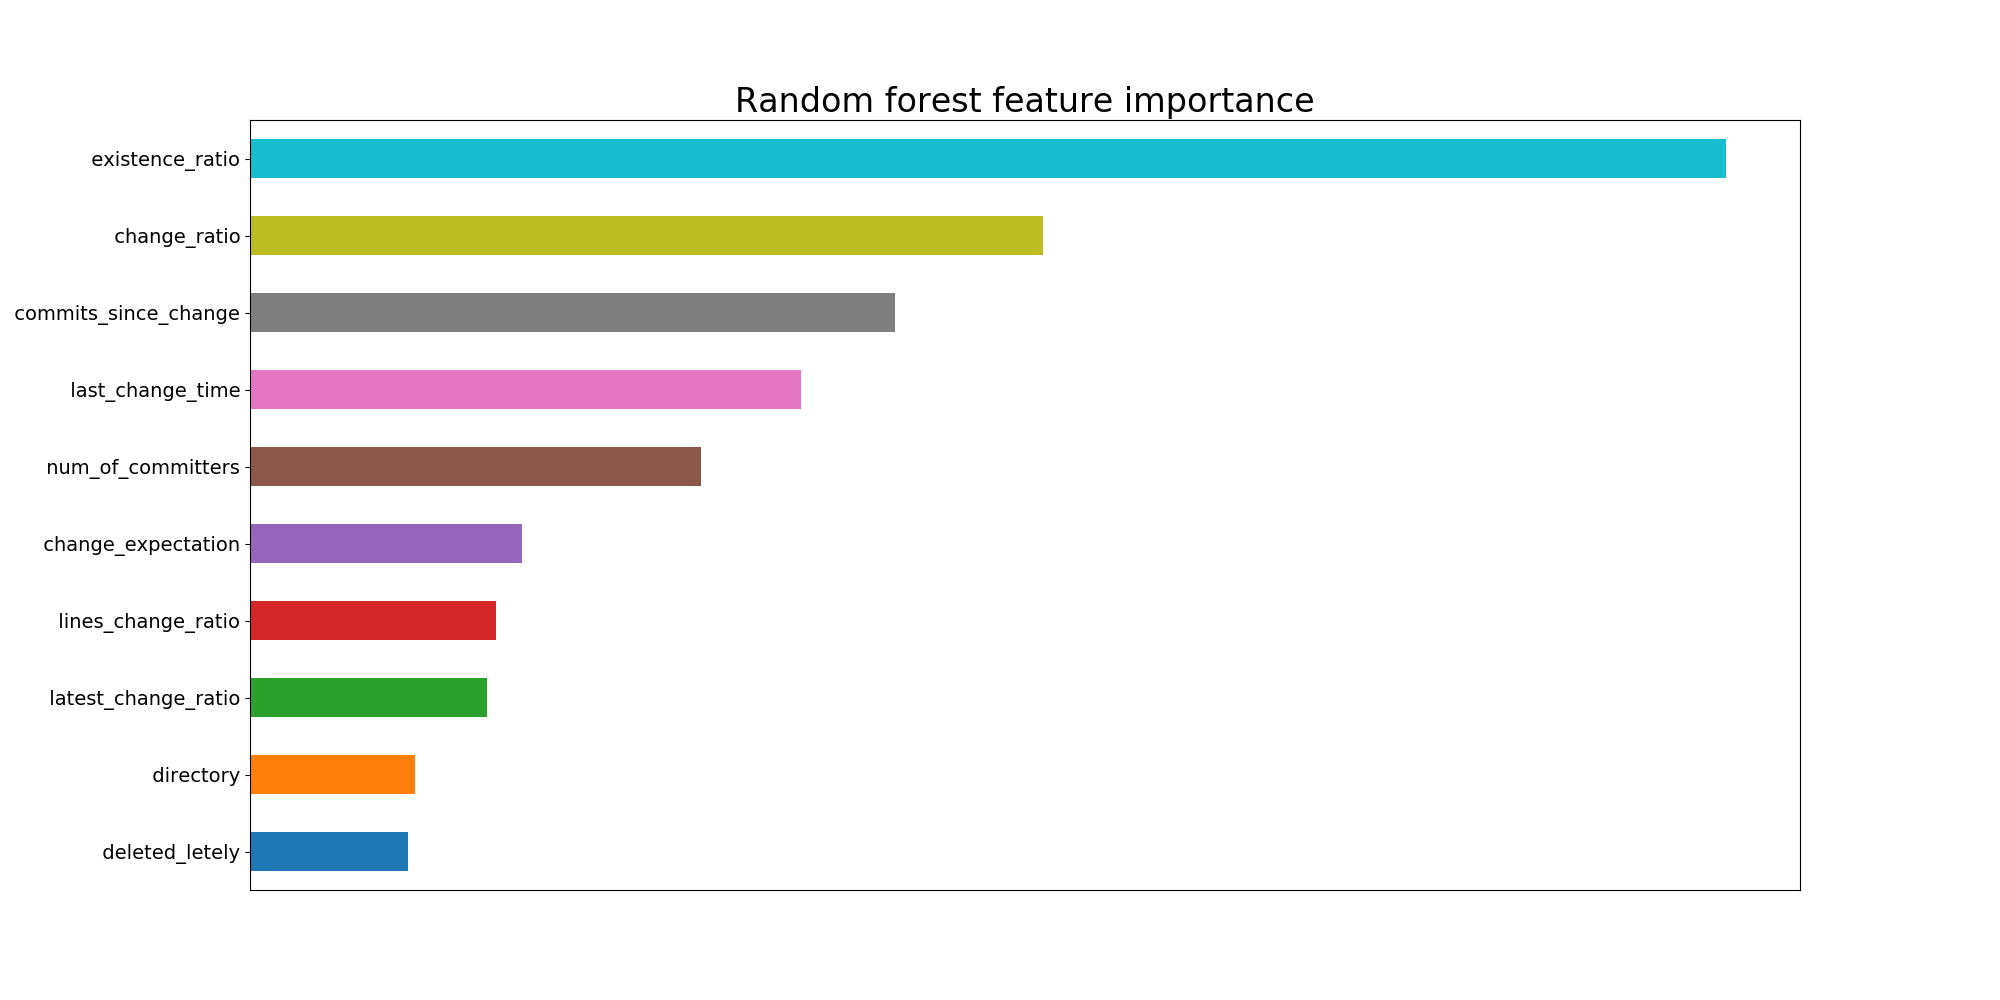 Random forest feature importance
existence_ratio
change_ratio
commits_since_change
last_change_time
num_of_committers
change_expectation
lines_change_ratio
latest_change_ratio
directory
deleted_letely